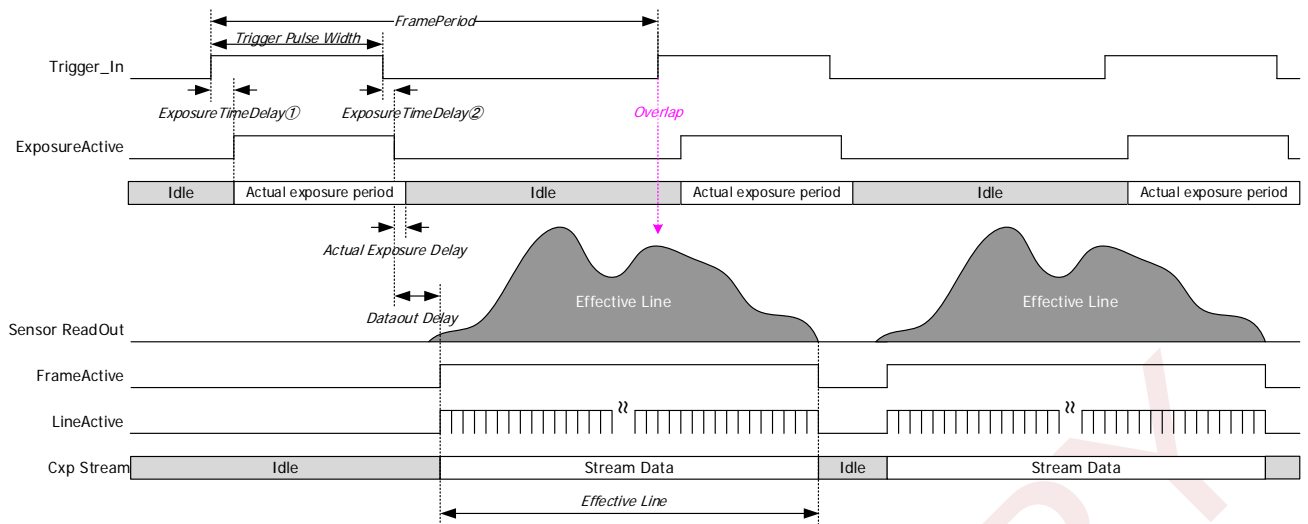 FramePeriod
Trigger Pulse Width
Trigger_In
ExposureTimeDelay① ExposureTimeDelay② Overlap
ExposureActive
Idle Actual exposure period Idle Actual exposure period Idle Actual exposure period
Actual Exposure Delay
Effective Line Effective Line
Dataout Delay
Sensor ReadOut
FrameActive
LineActive ≈ ≈
Cxp Stream Idle Stream Data Idle Stream Data
Effective Line